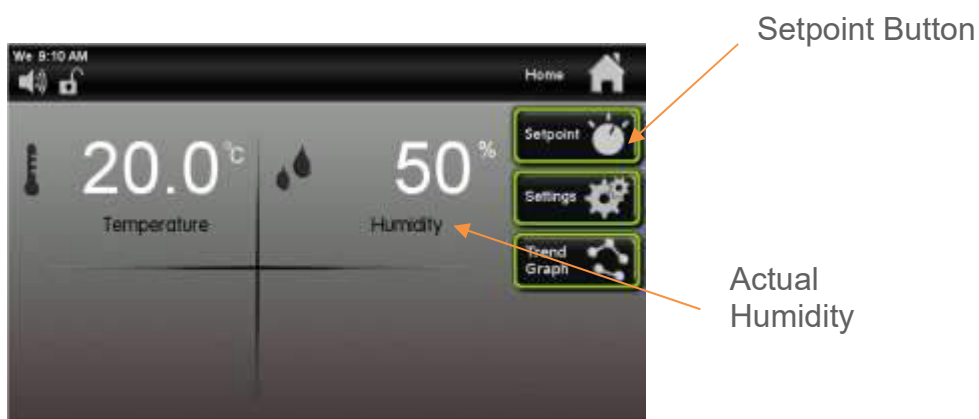 Setpoint Button
We 9:10 AM
Home
Setpoint
20.0 °C
50 %
Temperature
Humidity
Settings
Trend
Graph
Actual
Humidity